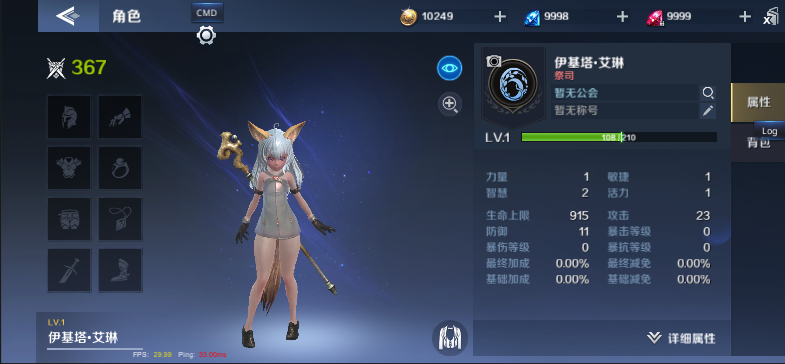 角色
CMD
10249
9998
9999
367
伊基塔·艾琳
祭司
暂无公会
暂无称号
LV.1
108/210
属性
Log
背包
力量 1 敏捷 1
智慧 2 活力 1
生命上限 915 攻击 23
防御 11 暴击等级 0
暴伤等级 0 暴抗等级 0
最终加成 0.00% 最终减免 0.00%
基础加成 0.00% 基础减免 0.00%
详细属性
LV.1
伊基塔·艾琳
FPS: 29.99 Ping: 33.00ms